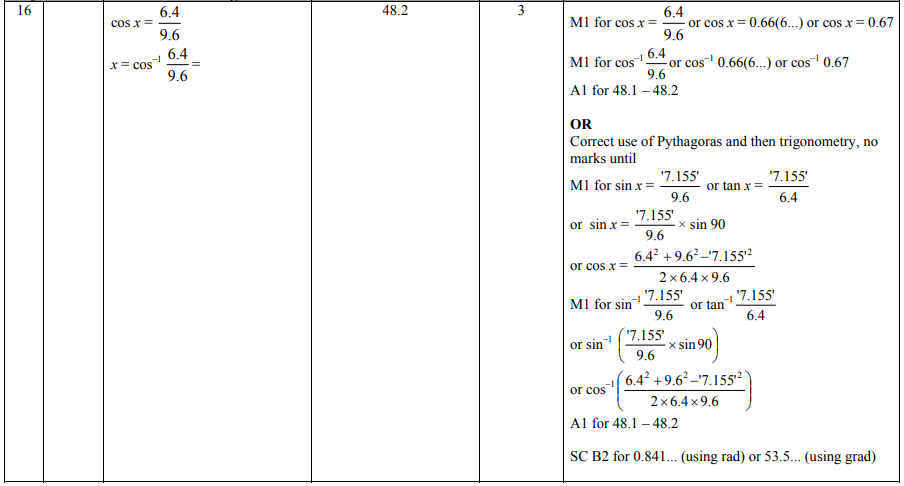 16
cos x = 6.4/9.6
x = cos⁻¹ 6.4/9.6 =
48.2
3
M1 for cos x = 6.4/9.6 or cos x = 0.66(6...) or cos x = 0.67
M1 for cos⁻¹ 6.4/9.6 or cos⁻¹ 0.66(6...) or cos⁻¹ 0.67
A1 for 48.1 – 48.2
OR
Correct use of Pythagoras and then trigonometry, no
marks until
M1 for sin x = '7.155'/9.6 or tan x = '7.155'/6.4
or sin x = '7.155'/9.6 × sin 90
or cos x = (6.4² + 9.6² – '7.155'²)/(2 × 6.4 × 9.6)
M1 for sin⁻¹ '7.155'/9.6 or tan⁻¹ '7.155'/6.4
or sin⁻¹ ('7.155'/9.6 × sin 90)
or cos⁻¹ ((6.4² + 9.6² – '7.155'²)/(2 × 6.4 × 9.6))
A1 for 48.1 – 48.2
SC B2 for 0.841... (using rad) or 53.5... (using grad)